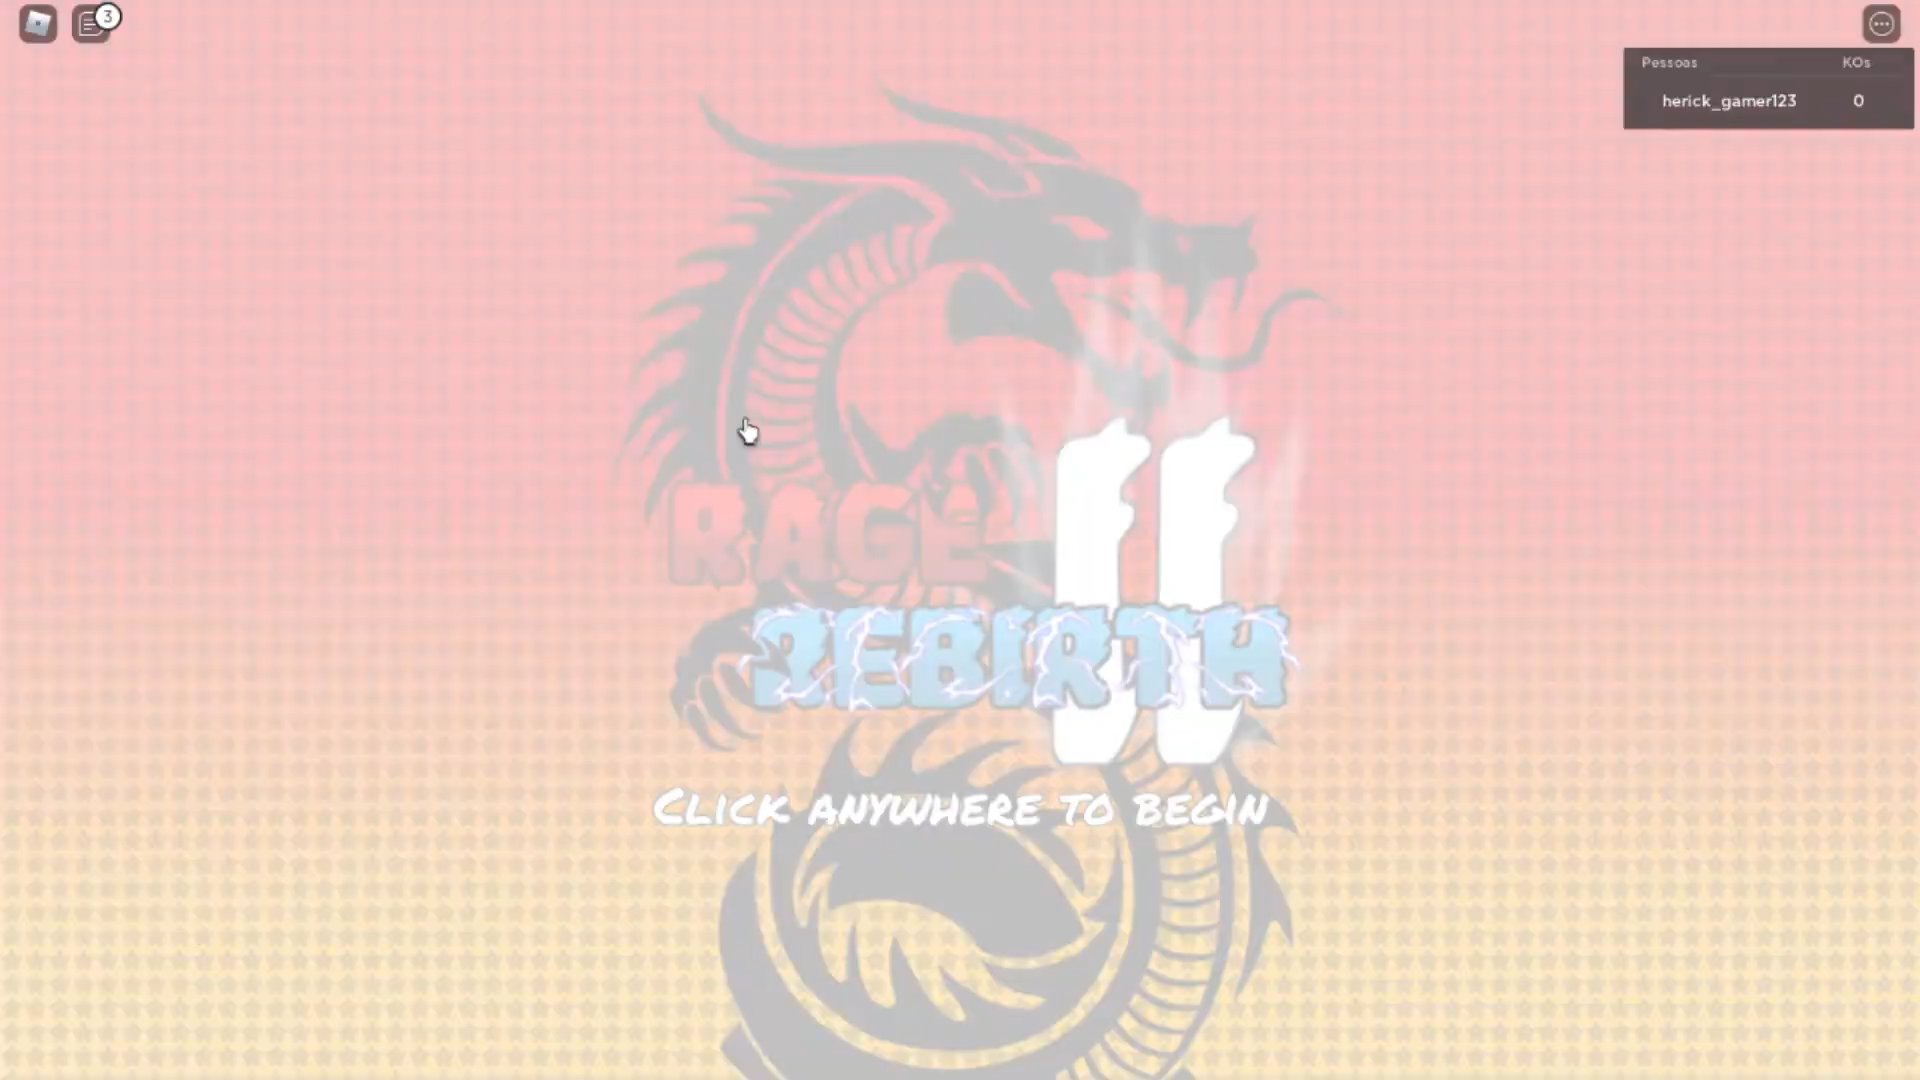 3
Pessoas KOs
herick_gamer123 0
RAGE
II
REBIRTH
CLICK ANYWHERE TO BEGIN